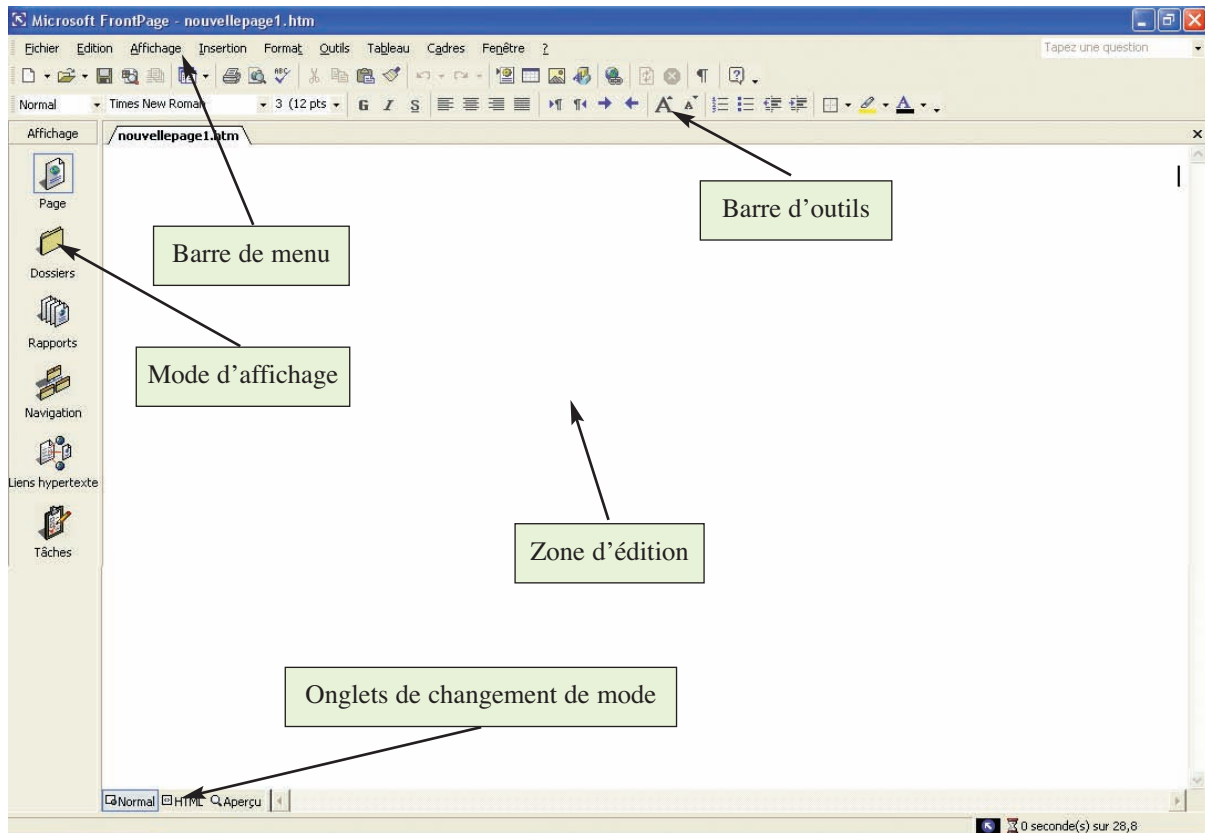 Microsoft FrontPage - nouvellepage1.htm
Fichier Edition Affichage Insertion Format Outils Tableau Cadres Fenêtre ?
Tapez une question
Normal Times New Roman 3 (12 pts G I S
Affichage
nouvellepage1.htm
Page
Barre d'outils
Barre de menu
Dossiers
Rapports
Mode d'affichage
Navigation
Liens hypertexte
Zone d'édition
Tâches
Onglets de changement de mode
Normal HTML Aperçu
0 seconde(s) sur 28,8